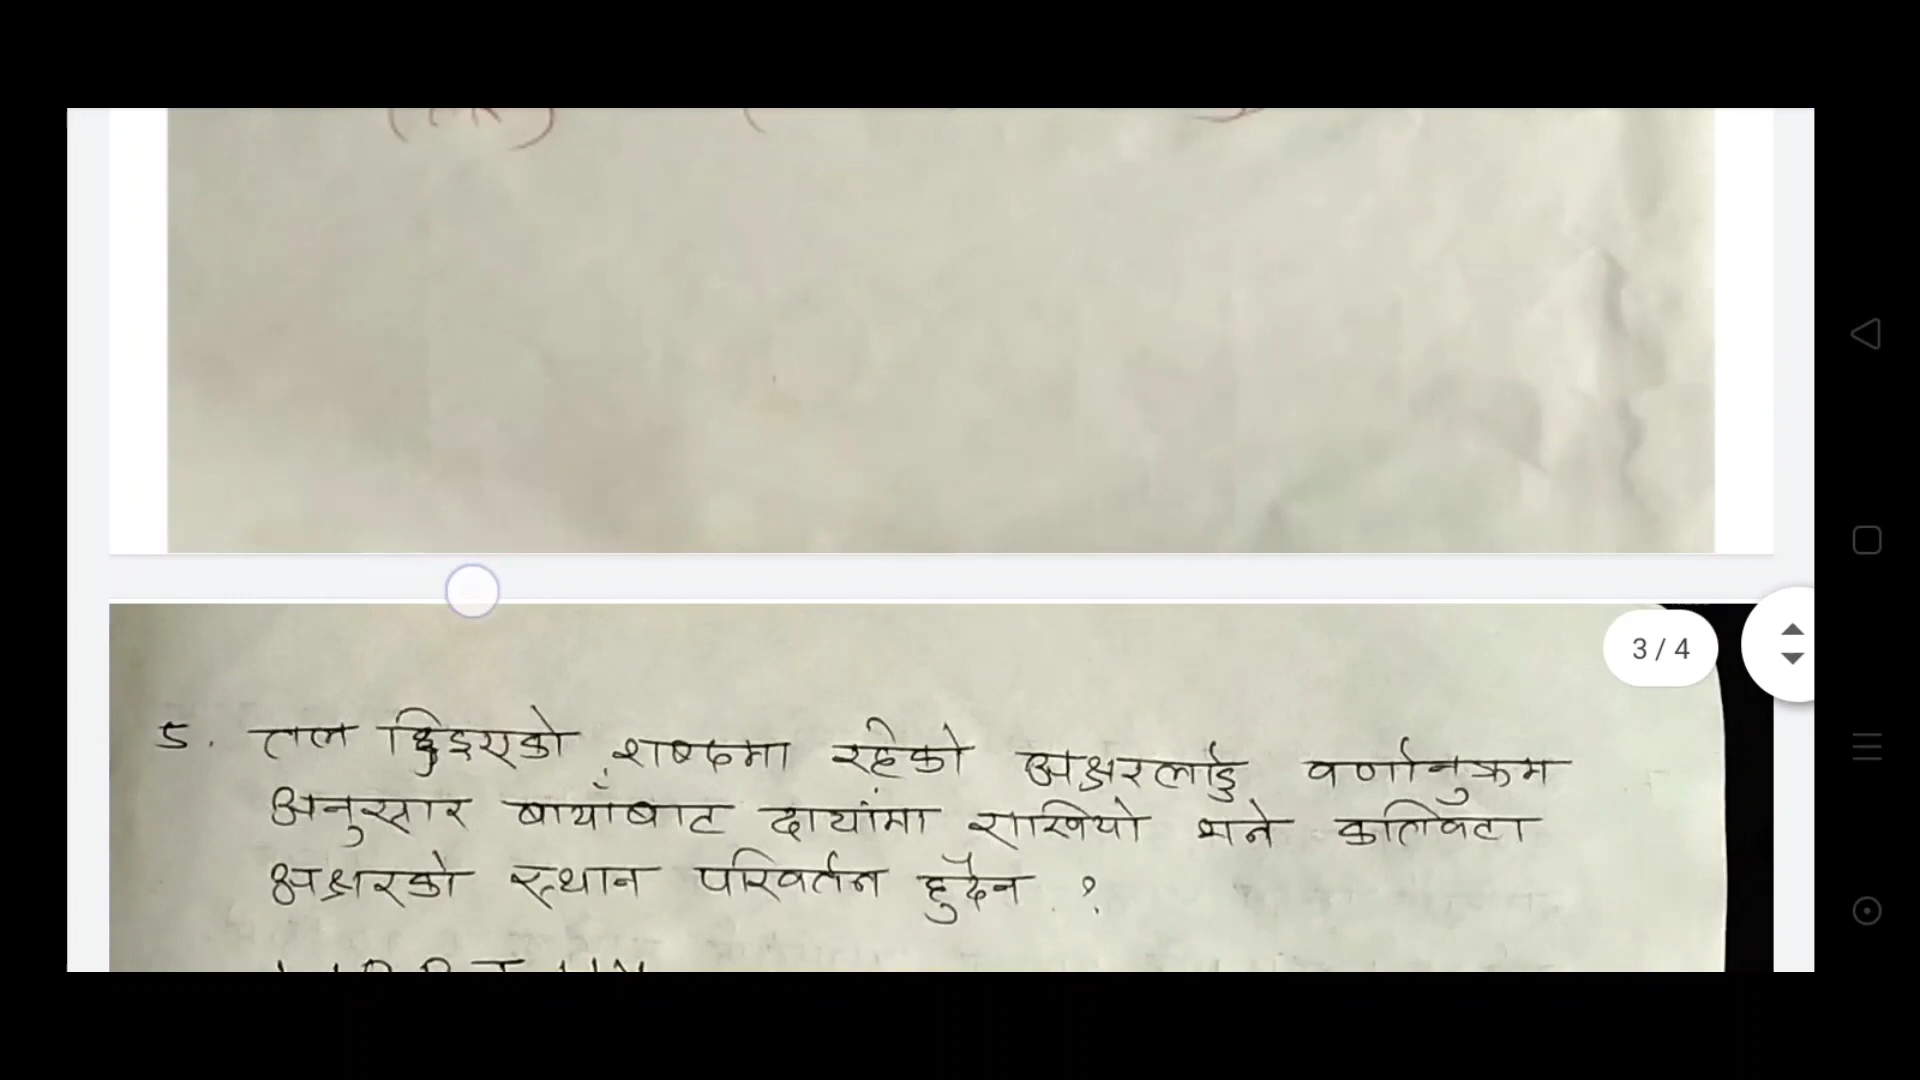 3 / 4
5. तल दिइएको शब्दमा रहेको अक्षरलाई वर्णानुक्रम
अनुसार बायाँबाट दायांमा राखियो भने कतिवटा
अक्षरको स्थान परिवर्तन हुदैन ?